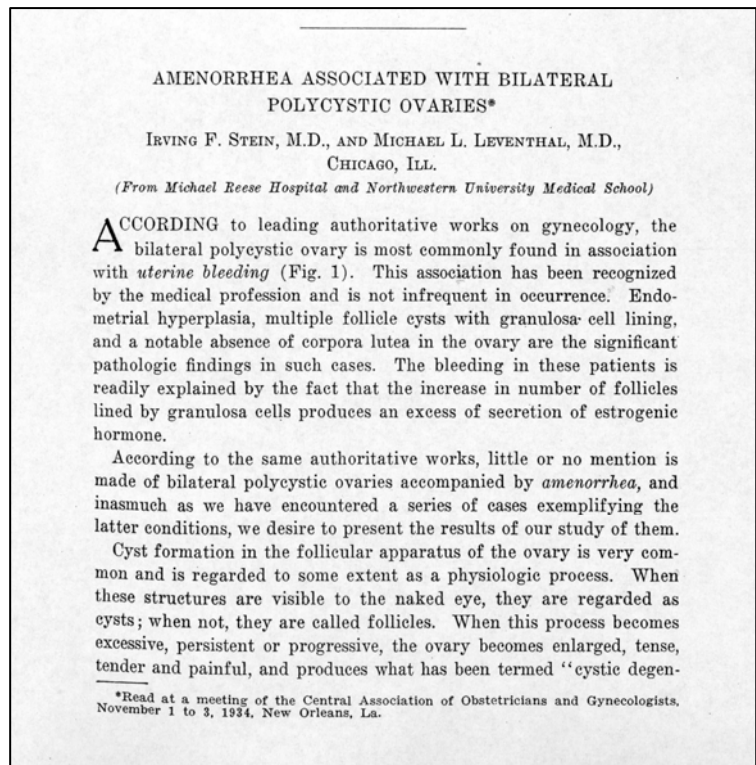 AMENORRHEA ASSOCIATED WITH BILATERAL
POLYCYSTIC OVARIES*
IRVING F. STEIN, M.D., AND MICHAEL L. LEVENTHAL, M.D.,
CHICAGO, ILL.
(From Michael Reese Hospital and Northwestern University Medical School)
ACCORDING to leading authoritative works on gynecology, the
bilateral polycystic ovary is most commonly found in association
with uterine bleeding (Fig. 1). This association has been recognized
by the medical profession and is not infrequent in occurrence. Endo-
metrial hyperplasia, multiple follicle cysts with granulosa cell lining,
and a notable absence of corpora lutea in the ovary are the significant
pathologic findings in such cases. The bleeding in these patients is
readily explained by the fact that the increase in number of follicles
lined by granulosa cells produces an excess of secretion of estrogenic
hormone.
According to the same authoritative works, little or no mention is
made of bilateral polycystic ovaries accompanied by amenorrhea, and
inasmuch as we have encountered a series of cases exemplifying the
latter conditions, we desire to present the results of our study of them.
Cyst formation in the follicular apparatus of the ovary is very com-
mon and is regarded to some extent as a physiologic process. When
these structures are visible to the naked eye, they are regarded as
cysts; when not, they are called follicles. When this process becomes
excessive, persistent or progressive, the ovary becomes enlarged, tense,
tender and painful, and produces what has been termed "cystic degen-
*Read at a meeting of the Central Association of Obstetricians and Gynecologists,
November 1 to 3, 1934, New Orleans, La.